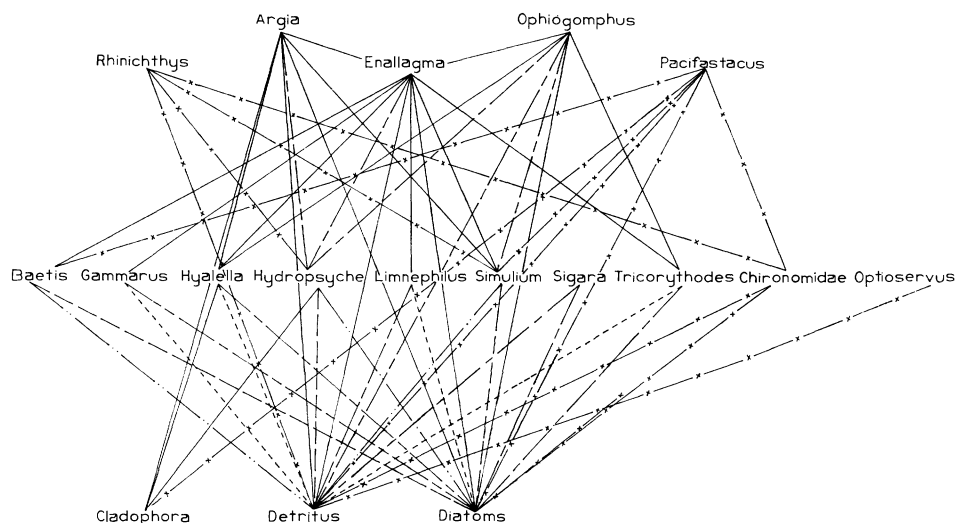 Argia Ophiogomphus
Rhinichthys Enallagma Pacifastacus
Baetis Gammarus Hyalella Hydropsyche Limnephilus Simulium Sigara Tricorythodes Chironomidae Optioservus
Cladophora Detritus Diatoms